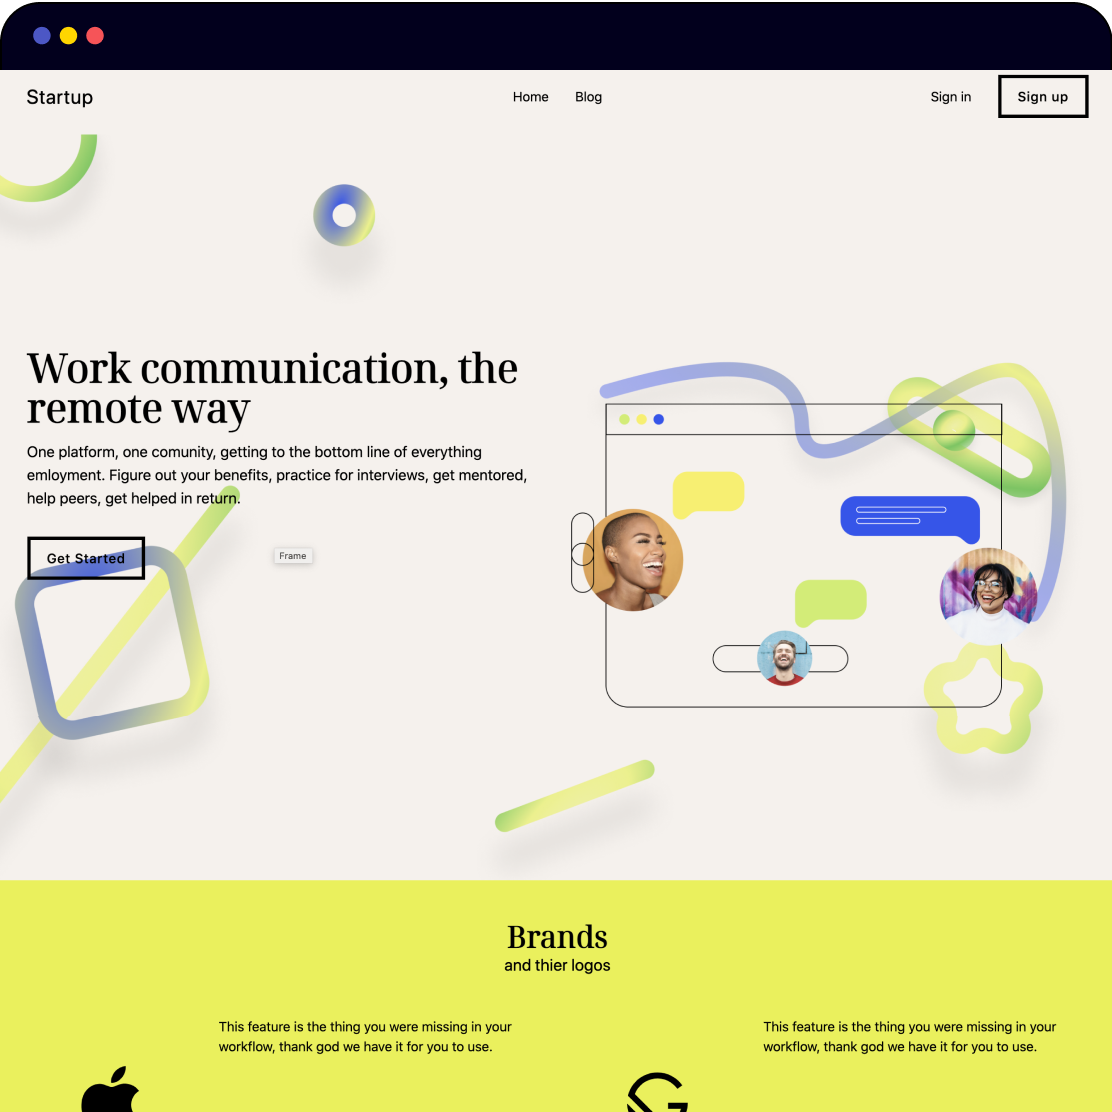 Startup
Home
Blog
Sign in
Sign up
Work communication, the
remote way
One platform, one comunity, getting to the bottom line of everything
emloyment. Figure out your benefits, practice for interviews, get mentored,
help peers, get helped in return.
Get Started
Frame
Brands
and thier logos
This feature is the thing you were missing in your
workflow, thank god we have it for you to use.
This feature is the thing you were missing in your
workflow, thank god we have it for you to use.